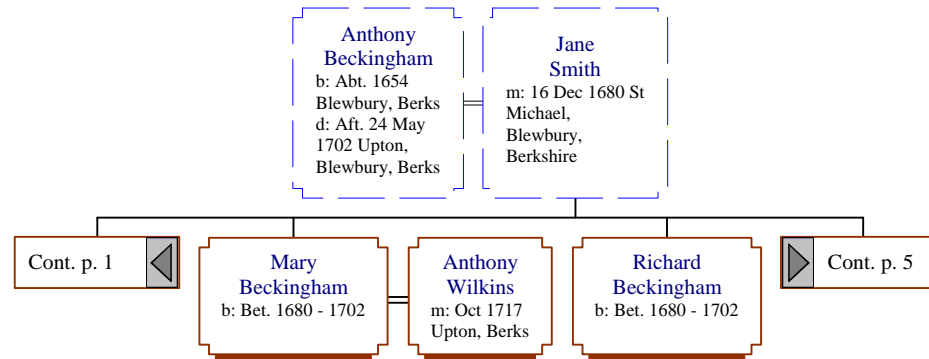 Anthony
Beckingham
b: Abt. 1654
Blewbury, Berks
d: Aft. 24 May
1702 Upton,
Blewbury, Berks
Jane
Smith
m: 16 Dec 1680 St
Michael,
Blewbury,
Berkshire
Cont. p. 1
Mary
Beckingham
b: Bet. 1680 - 1702
Anthony
Wilkins
m: Oct 1717
Upton, Berks
Richard
Beckingham
b: Bet. 1680 - 1702
Cont. p. 5